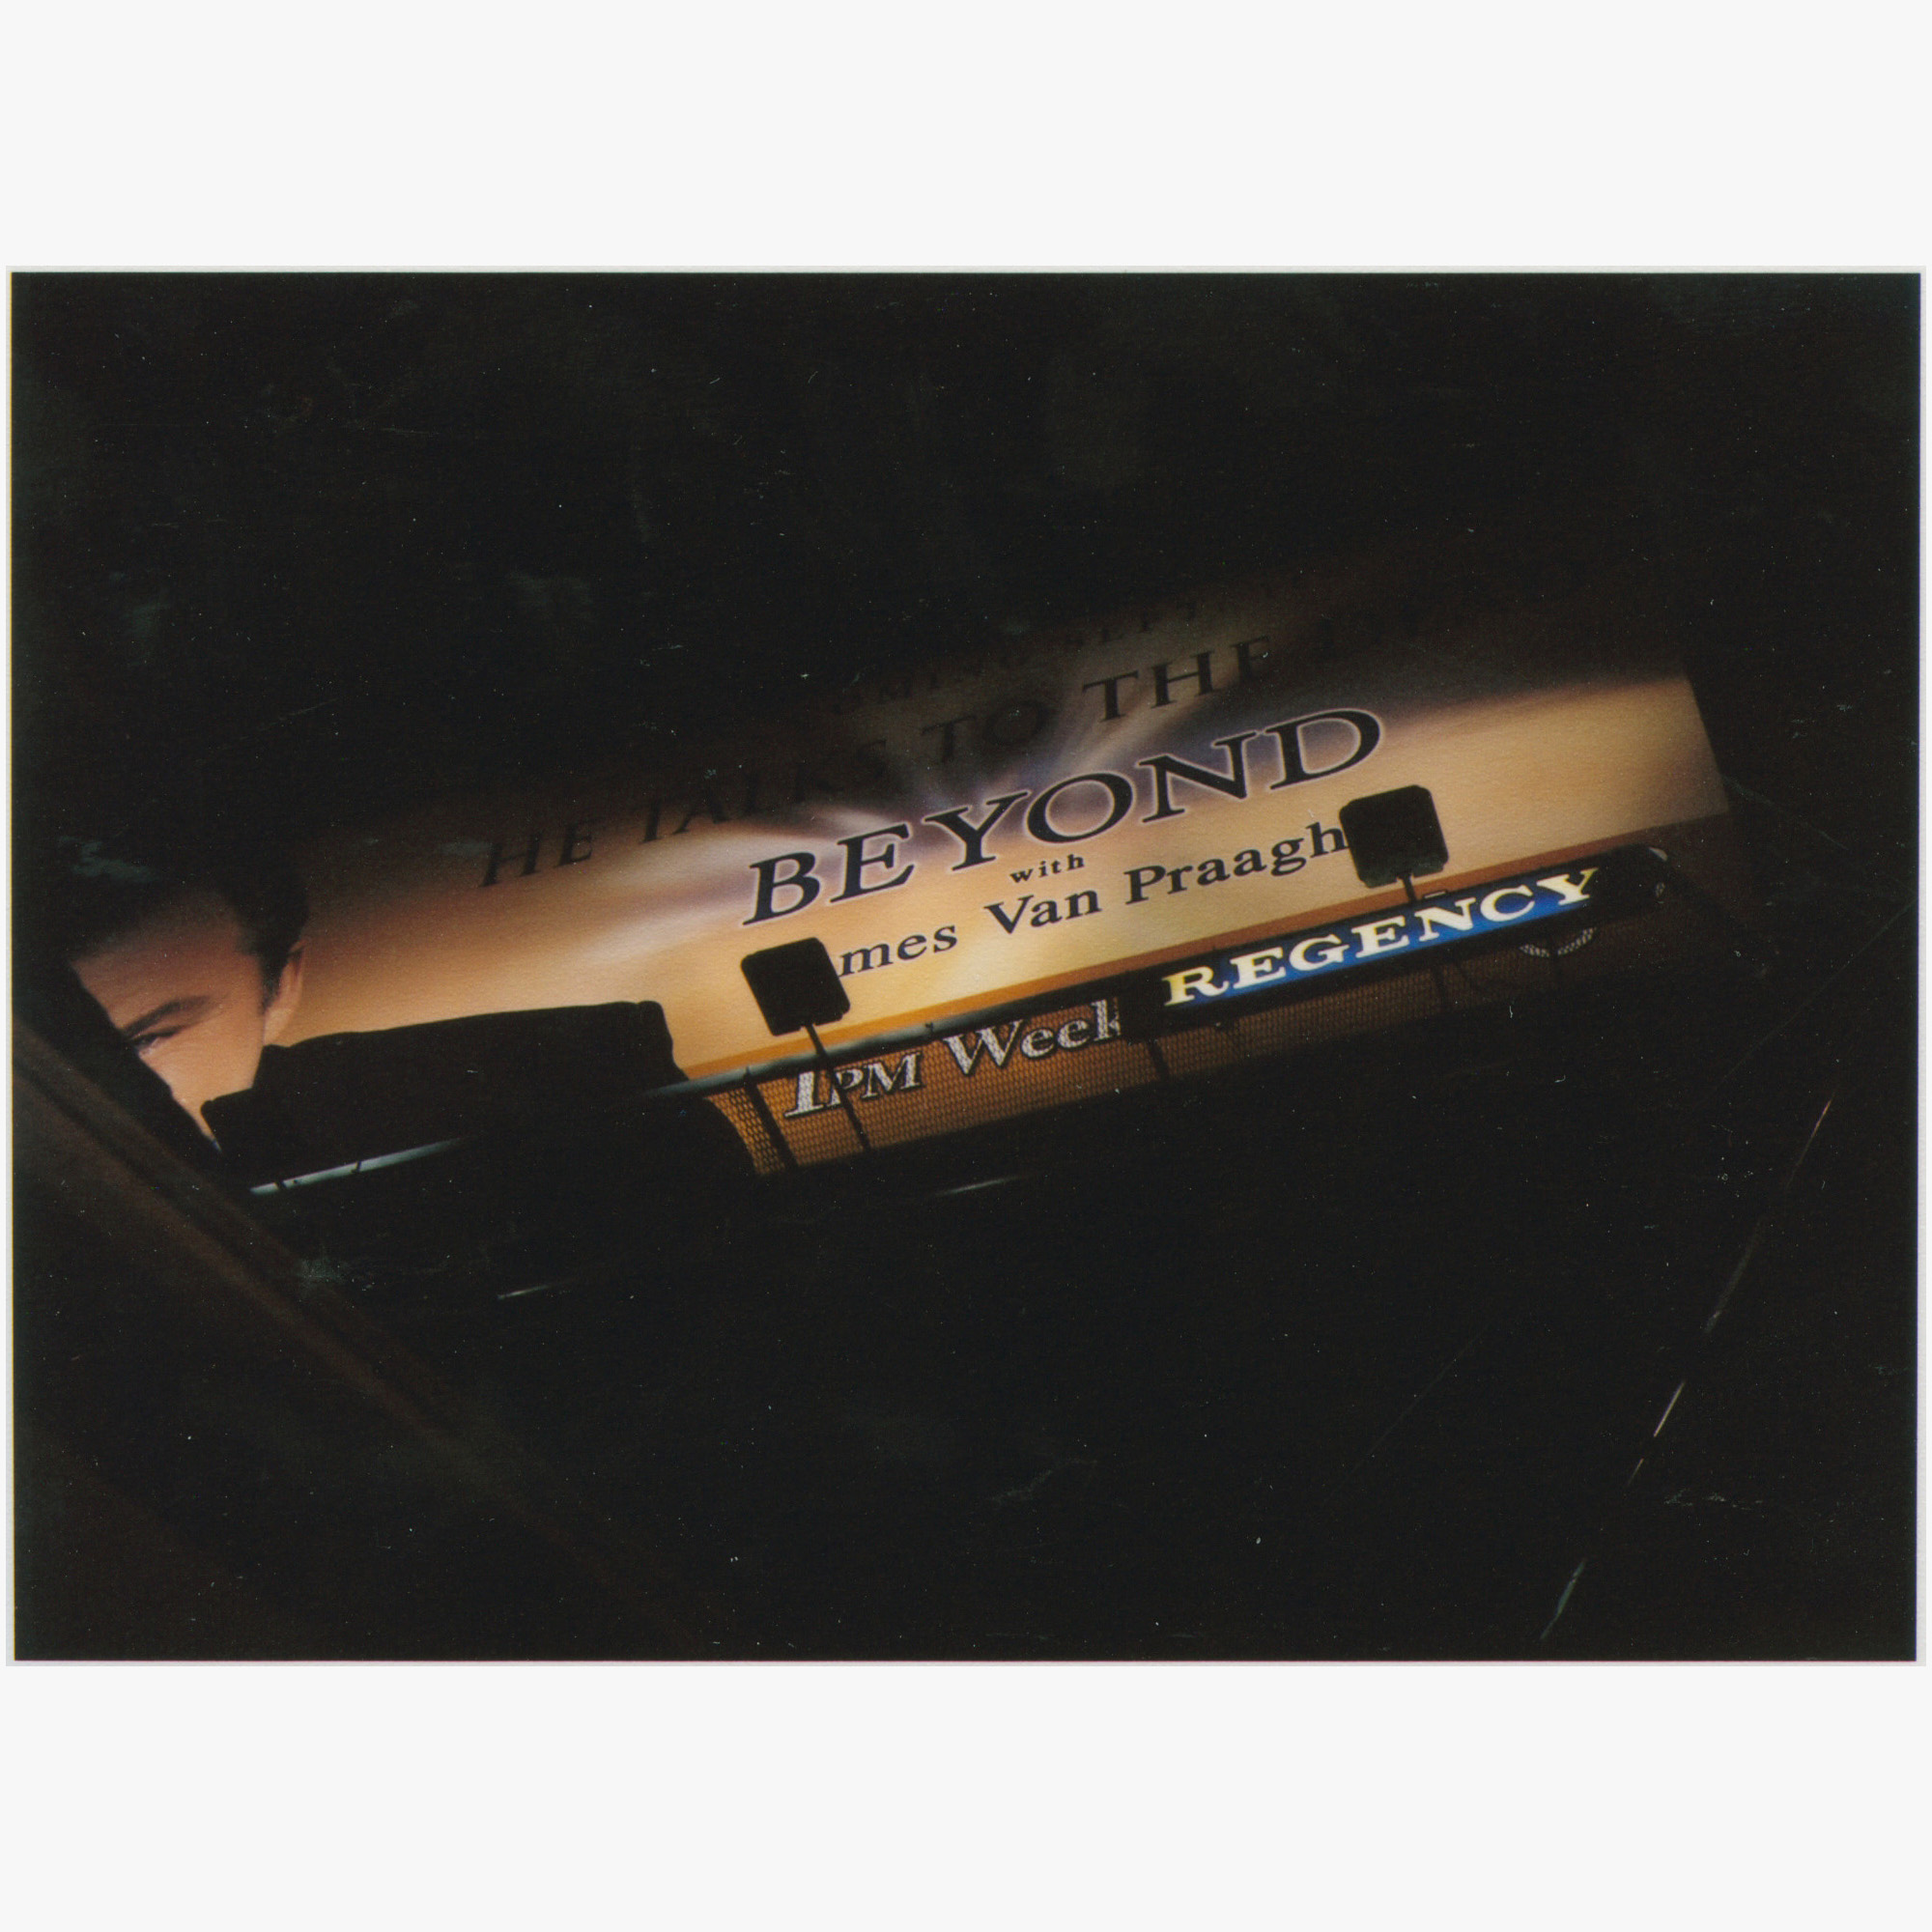 HE TALKS TO THE
BEYOND
with
mes Van Praagh
1PM Week
REGENCY